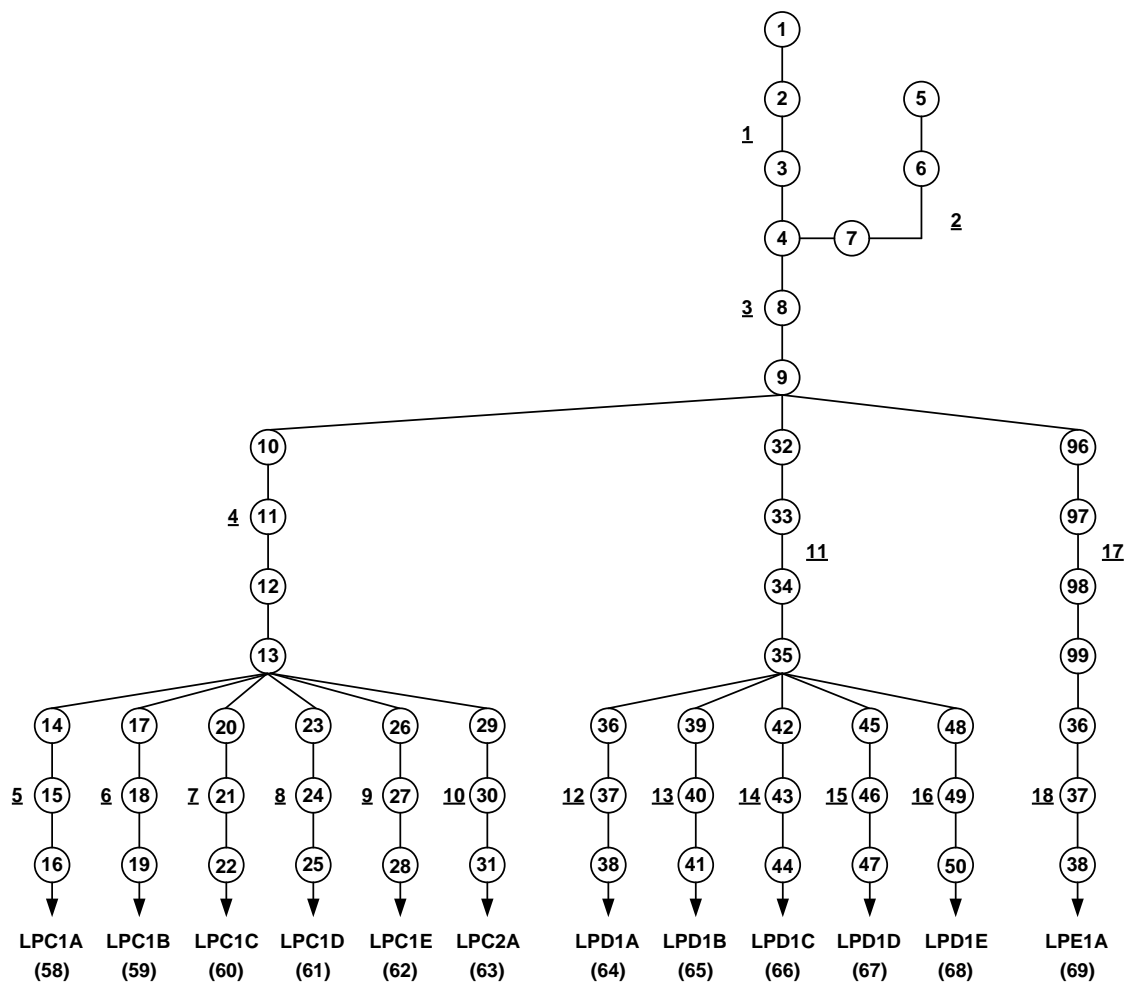 1
2 5
1
3 6
4 7 2
3 8
9
10 32 96
4 11 33 97
11 17
12 34 98
13 35 99
14 17 20 23 26 29 36 39 42 45 48 36
5 15 6 18 7 21 8 24 9 27 10 30 12 37 13 40 14 43 15 46 16 49 18 37
16 19 22 25 28 31 38 41 44 47 50 38
LPC1A LPC1B LPC1C LPC1D LPC1E LPC2A LPD1A LPD1B LPD1C LPD1D LPD1E LPE1A
(58) (59) (60) (61) (62) (63) (64) (65) (66) (67) (68) (69)